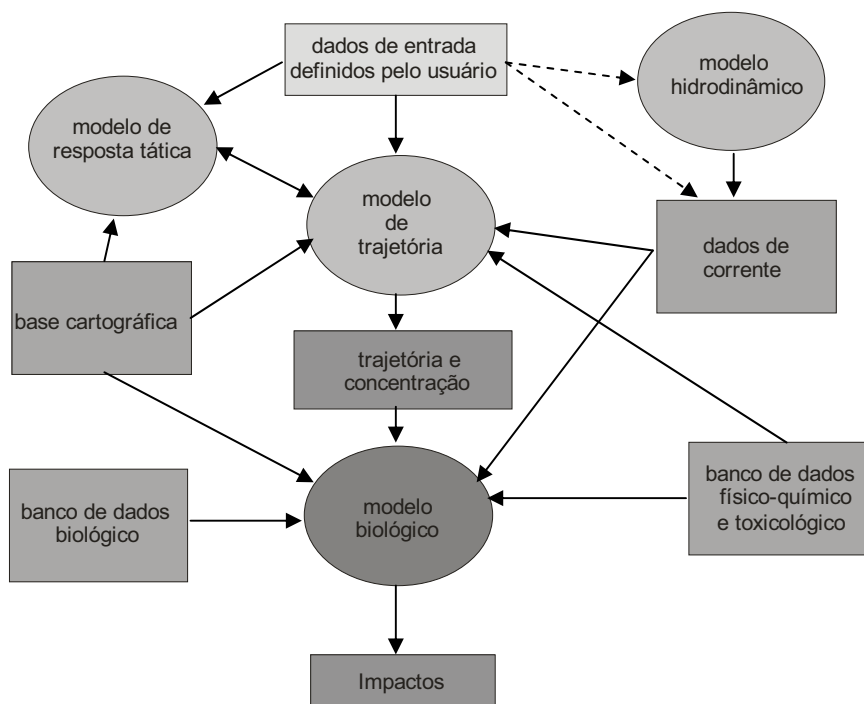 dados de entrada
definidos pelo usuário
modelo
hidrodinâmico
modelo de
resposta tática
modelo
de
trajetória
dados de
corrente
base cartográfica
trajetória e
concentração
banco de dados
biológico
modelo
biológico
banco de dados
físico-químico
e toxicológico
Impactos